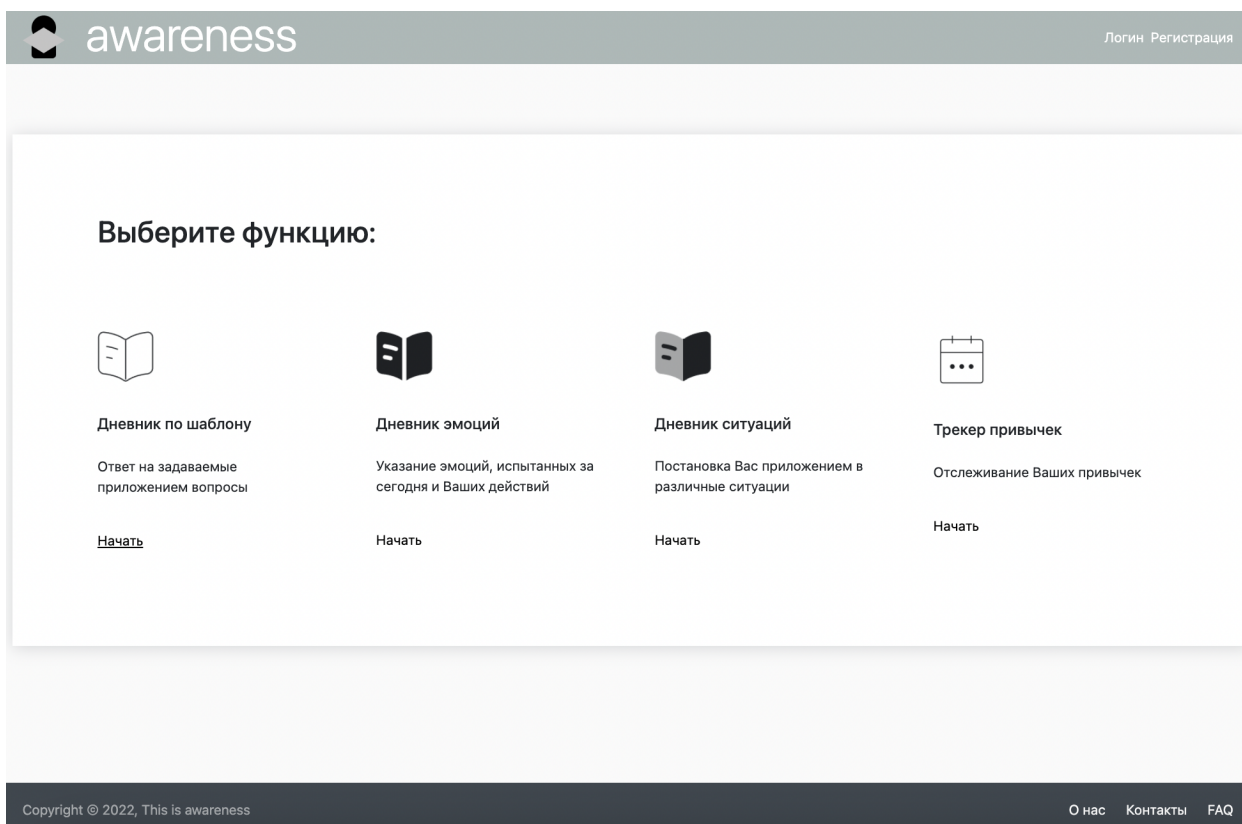 awareness
Логин Регистрация
Выберите функцию:
Дневник по шаблону
Ответ на задаваемые
приложением вопросы
Начать
Дневник эмоций
Указание эмоций, испытанных за
сегодня и Ваших действий
Начать
Дневник ситуаций
Постановка Вас приложением в
различные ситуации
Начать
Трекер привычек
Отслеживание Ваших привычек
Начать
Copyright © 2022, This is awareness
О нас Контакты FAQ